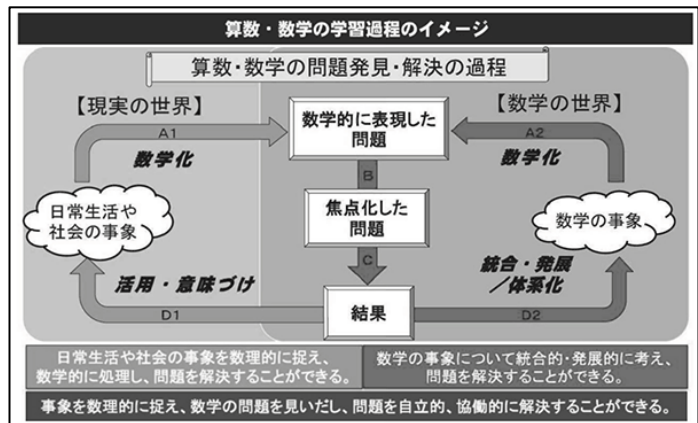 算数・数学の学習過程のイメージ
算数・数学の問題発見・解決の過程
【現実の世界】
【数学の世界】
数学的に表現した
問題
A1
A2
数学化
数学化
B
日常生活や
社会の事象
焦点化した
問題
数学の事象
C
活用・意味づけ
統合・発展
/体系化
結果
D1
D2
日常生活や社会の事象を数理的に捉え、
数学的に処理し、問題を解決することができる。
数学の事象について統合的・発展的に考え、
問題を解決することができる。
事象を数理的に捉え、数学の問題を見いだし、問題を自立的、協働的に解決することができる。